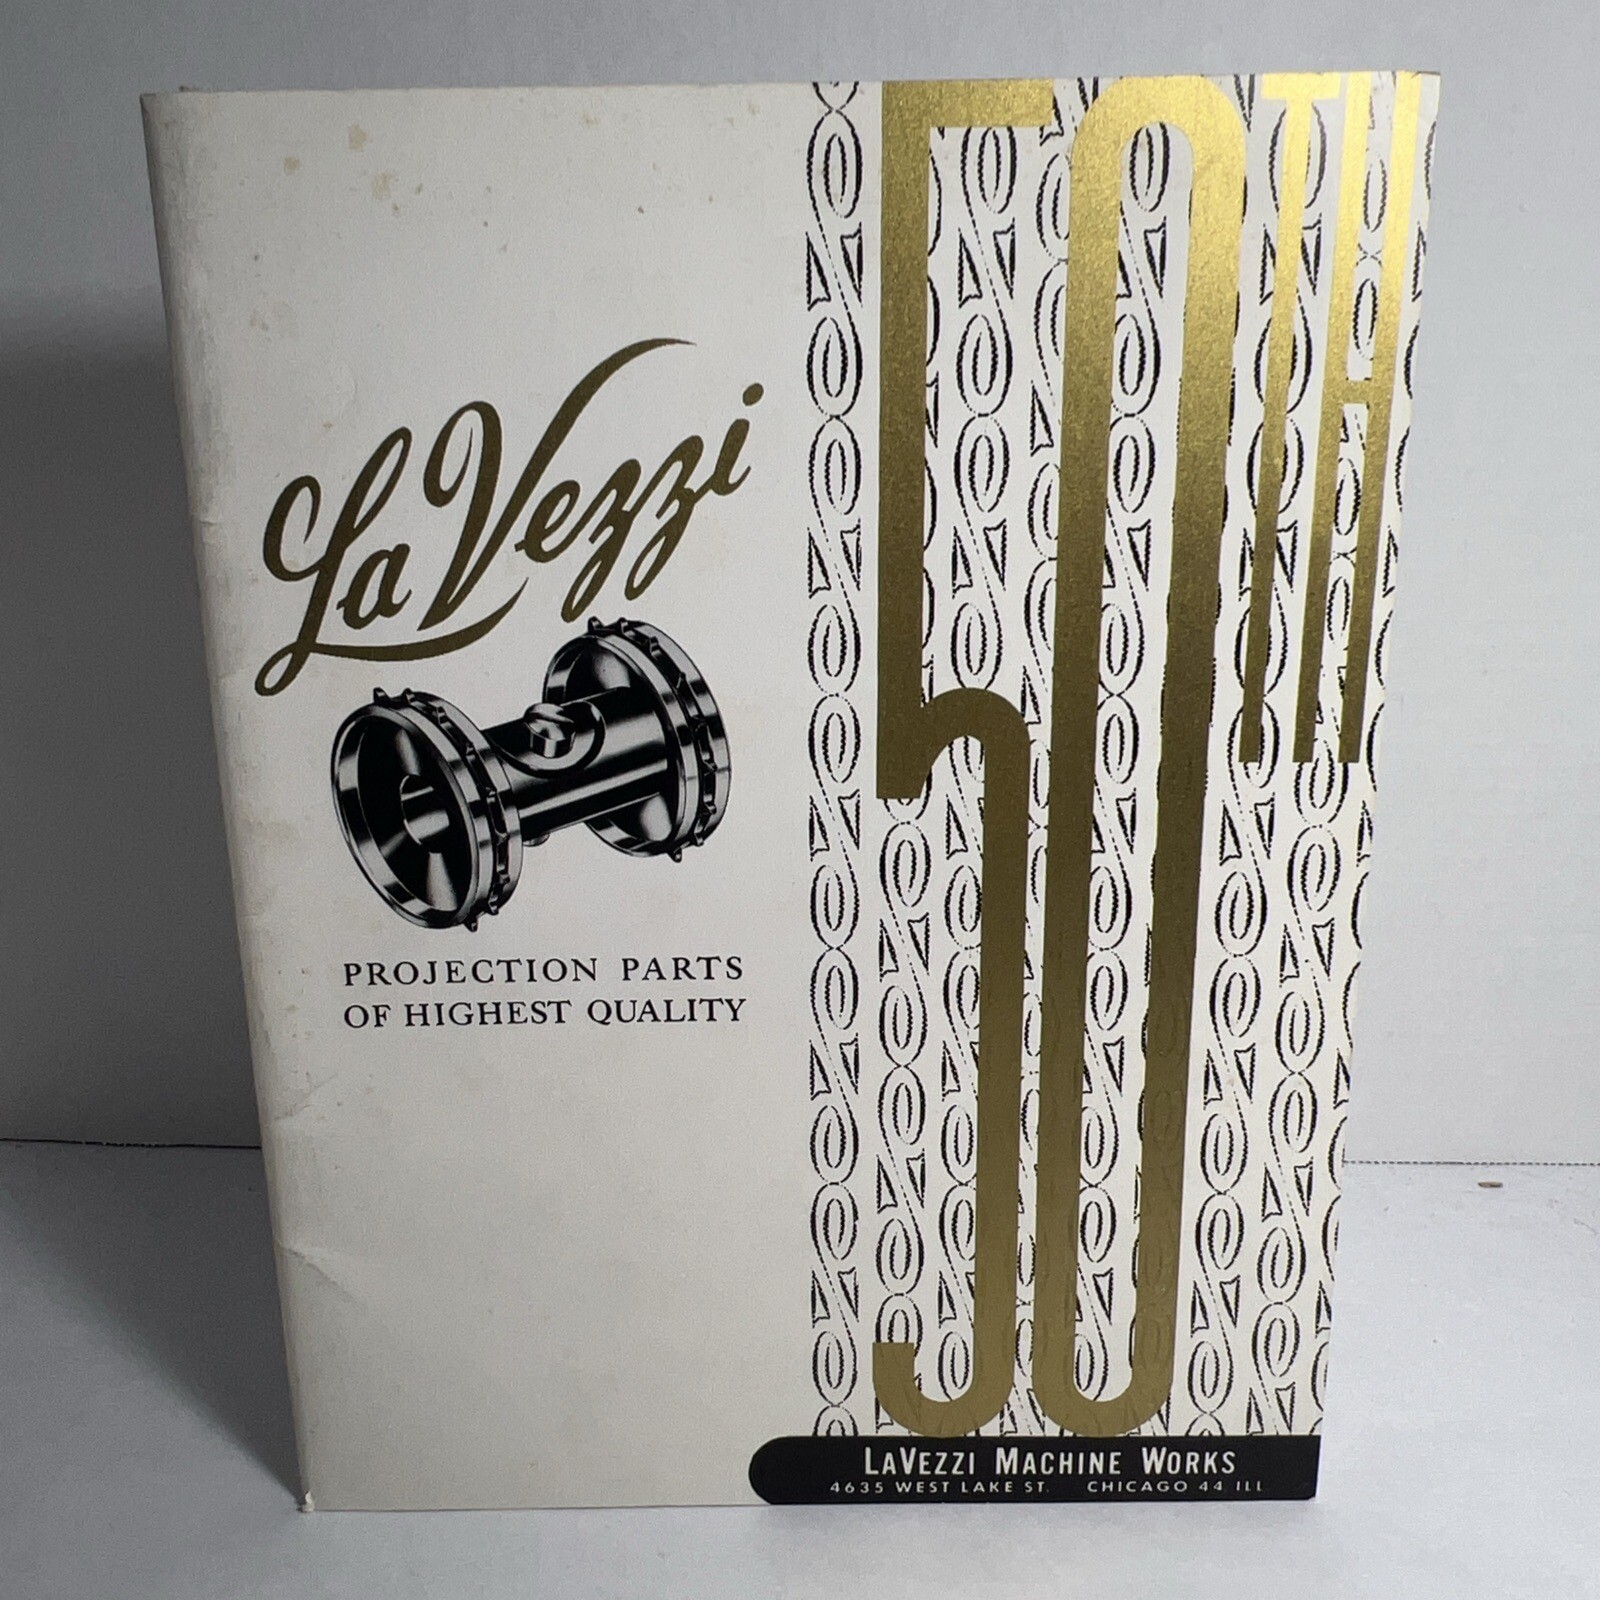 La Vezzi
PROJECTION PARTS
OF HIGHEST QUALITY
50TH
LAVEZZI MACHINE WORKS
4635 WEST LAKE ST. CHICAGO 44 ILL